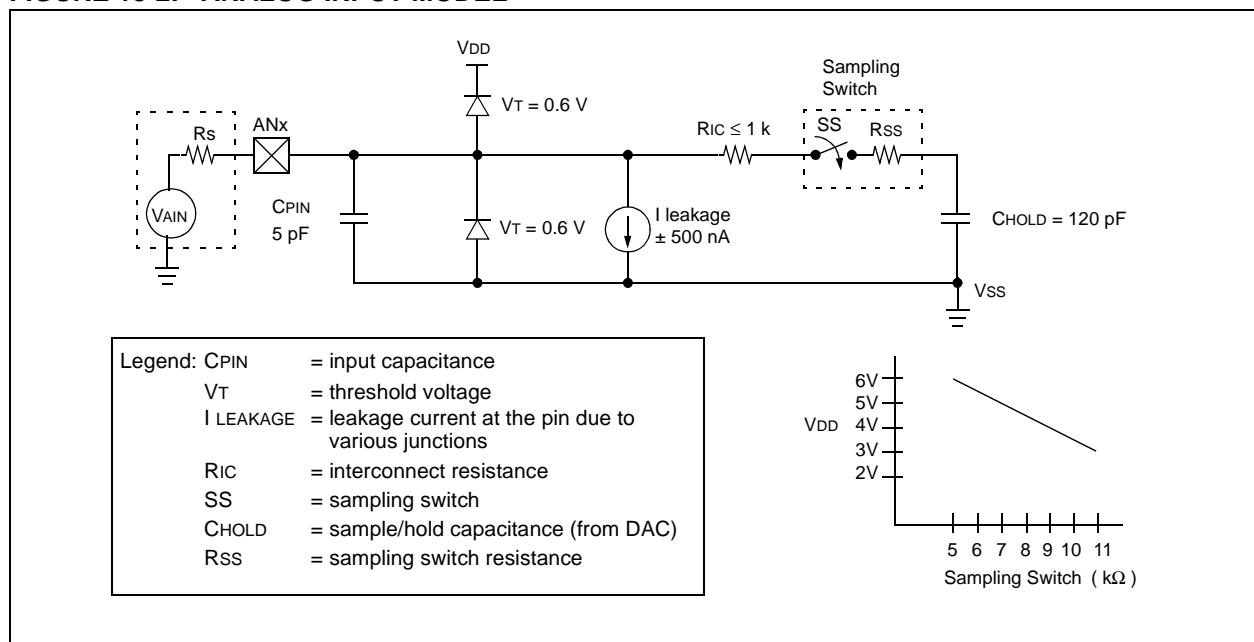 VDD
Sampling
Switch
VT = 0.6 V
ANx
RIC ≤ 1 k
SS
RSS
Rs
VAIN
CPIN
5 pF
VT = 0.6 V
I leakage
± 500 nA
CHOLD = 120 pF
VSS
Legend: CPIN = input capacitance
VT = threshold voltage
I LEAKAGE = leakage current at the pin due to
various junctions
RIC = interconnect resistance
SS = sampling switch
CHOLD = sample/hold capacitance (from DAC)
RSS = sampling switch resistance
6V
5V
VDD 4V
3V
2V
5 6 7 8 9 10 11
Sampling Switch ( kΩ )